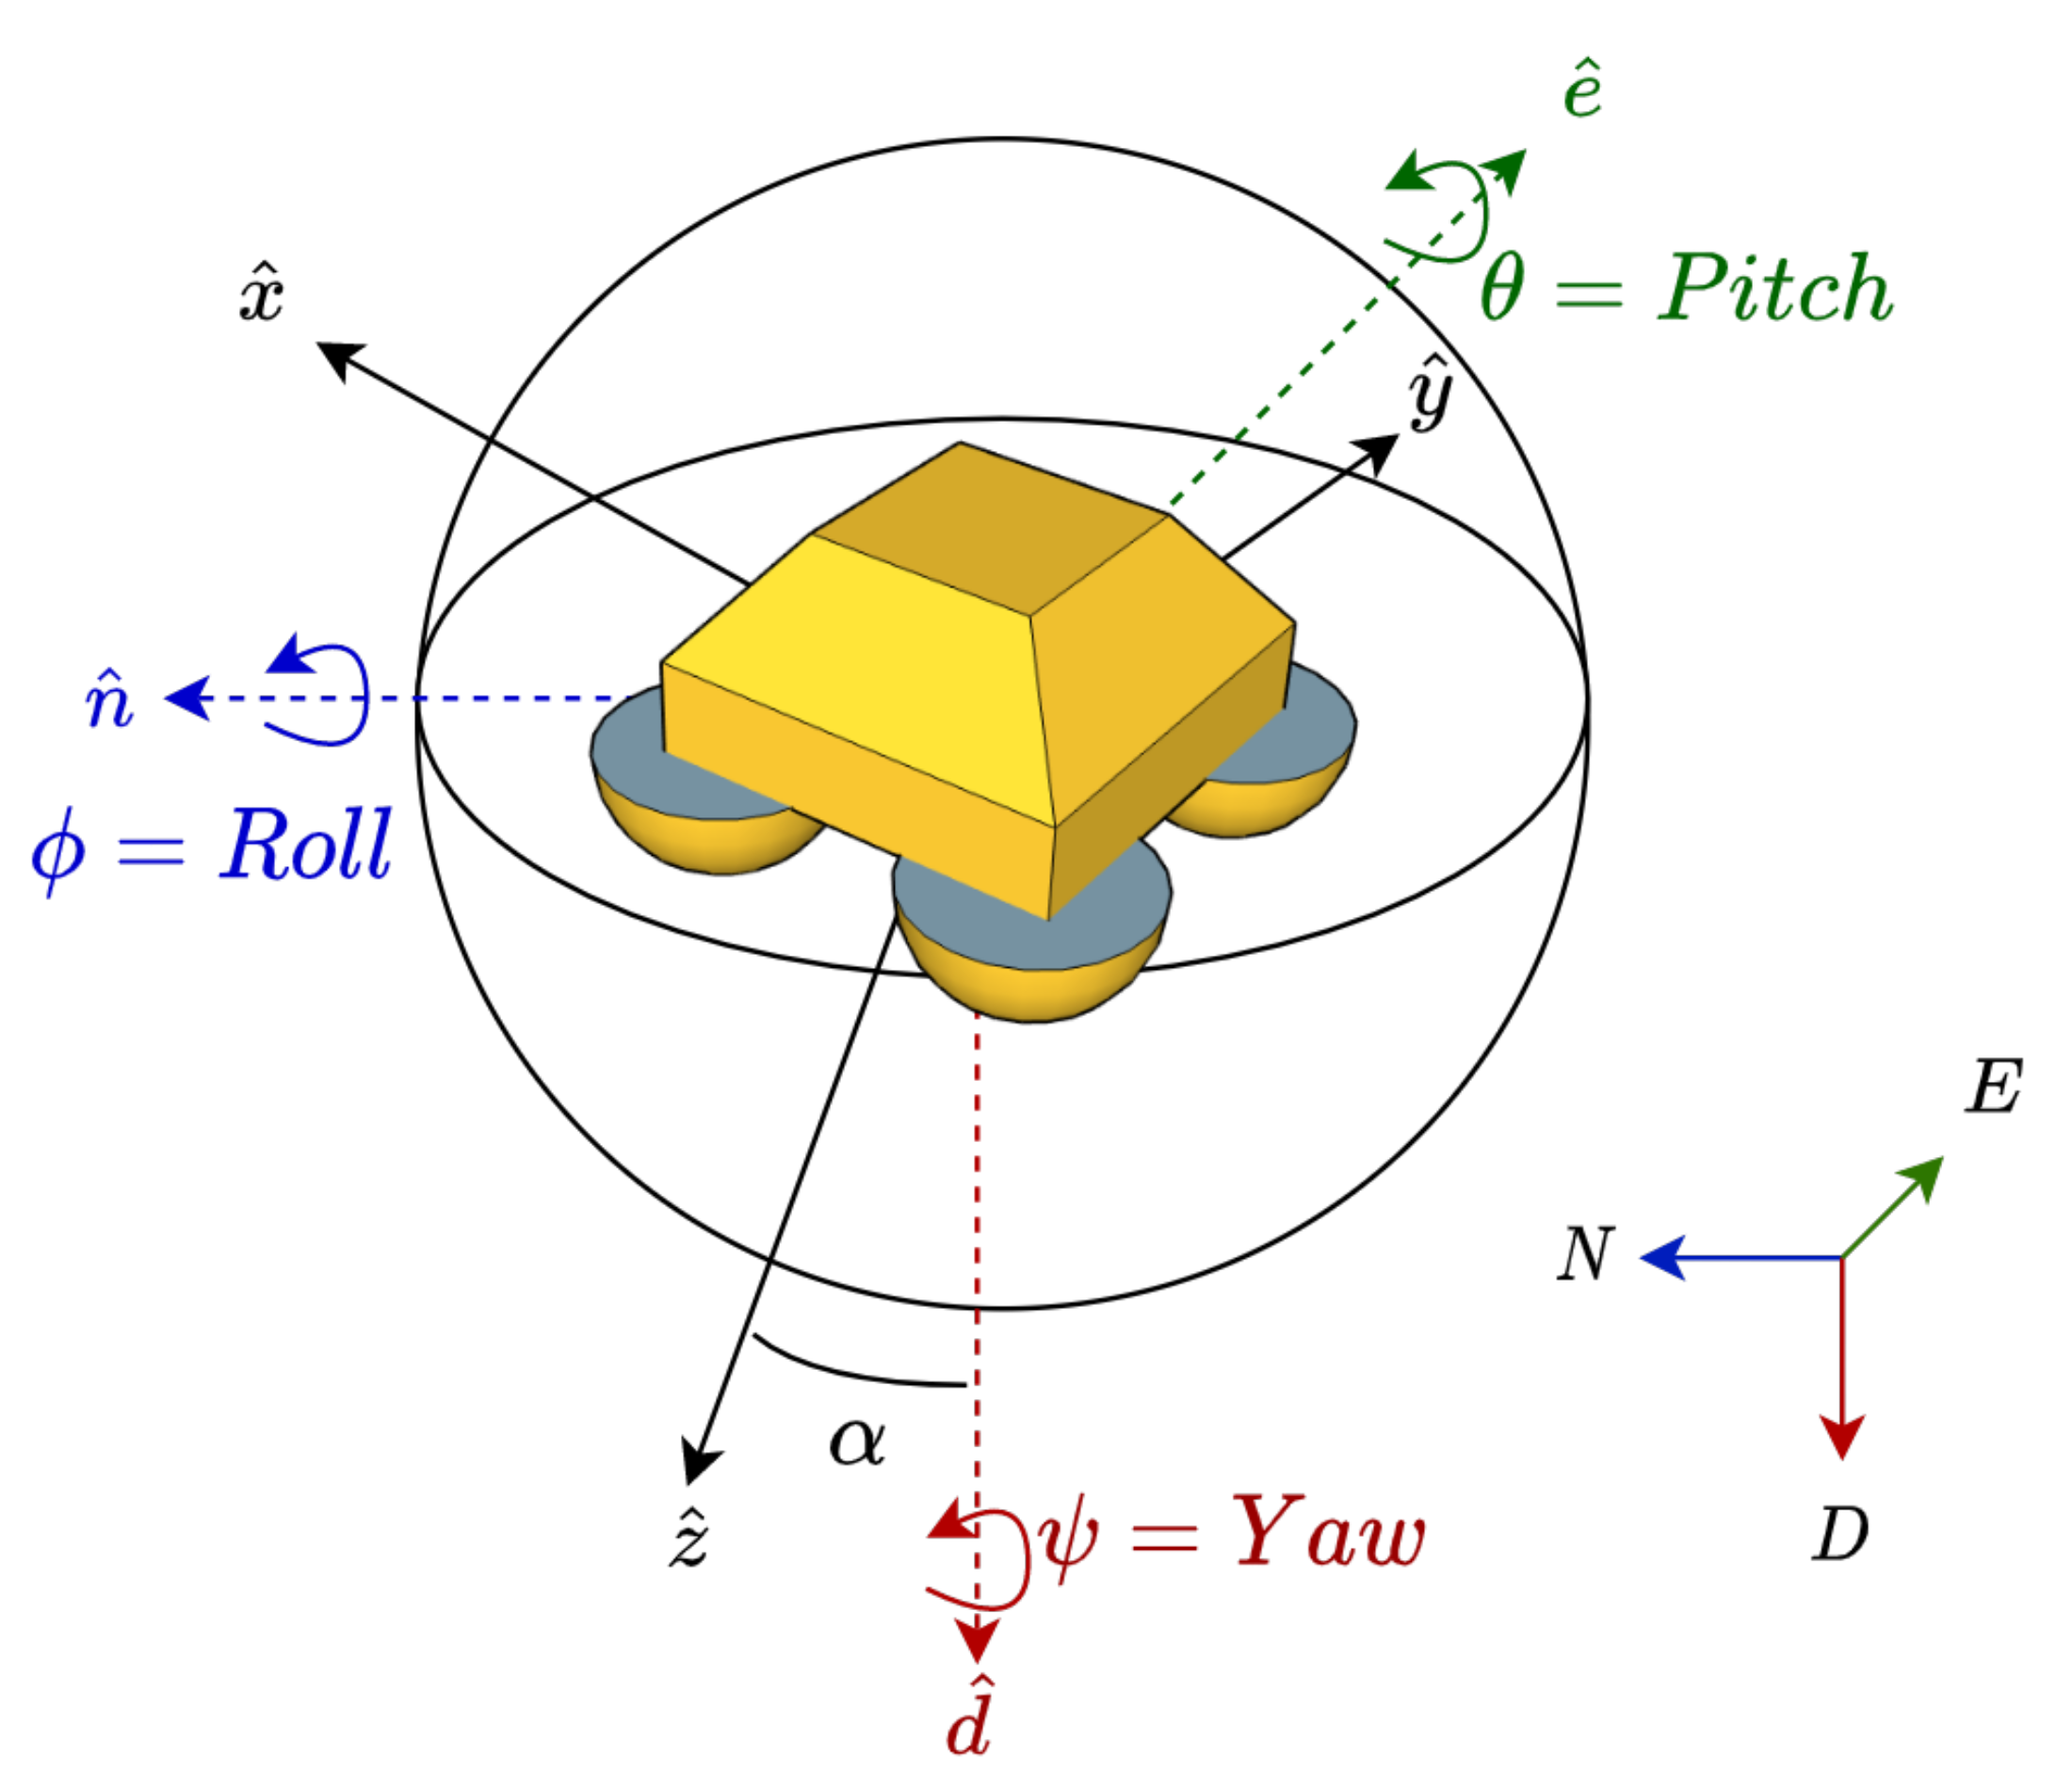 ê
θ = Pitch
x̂
ŷ
n̂
ϕ = Roll
E
N
D
α
ẑ
ψ = Yaw
d̂